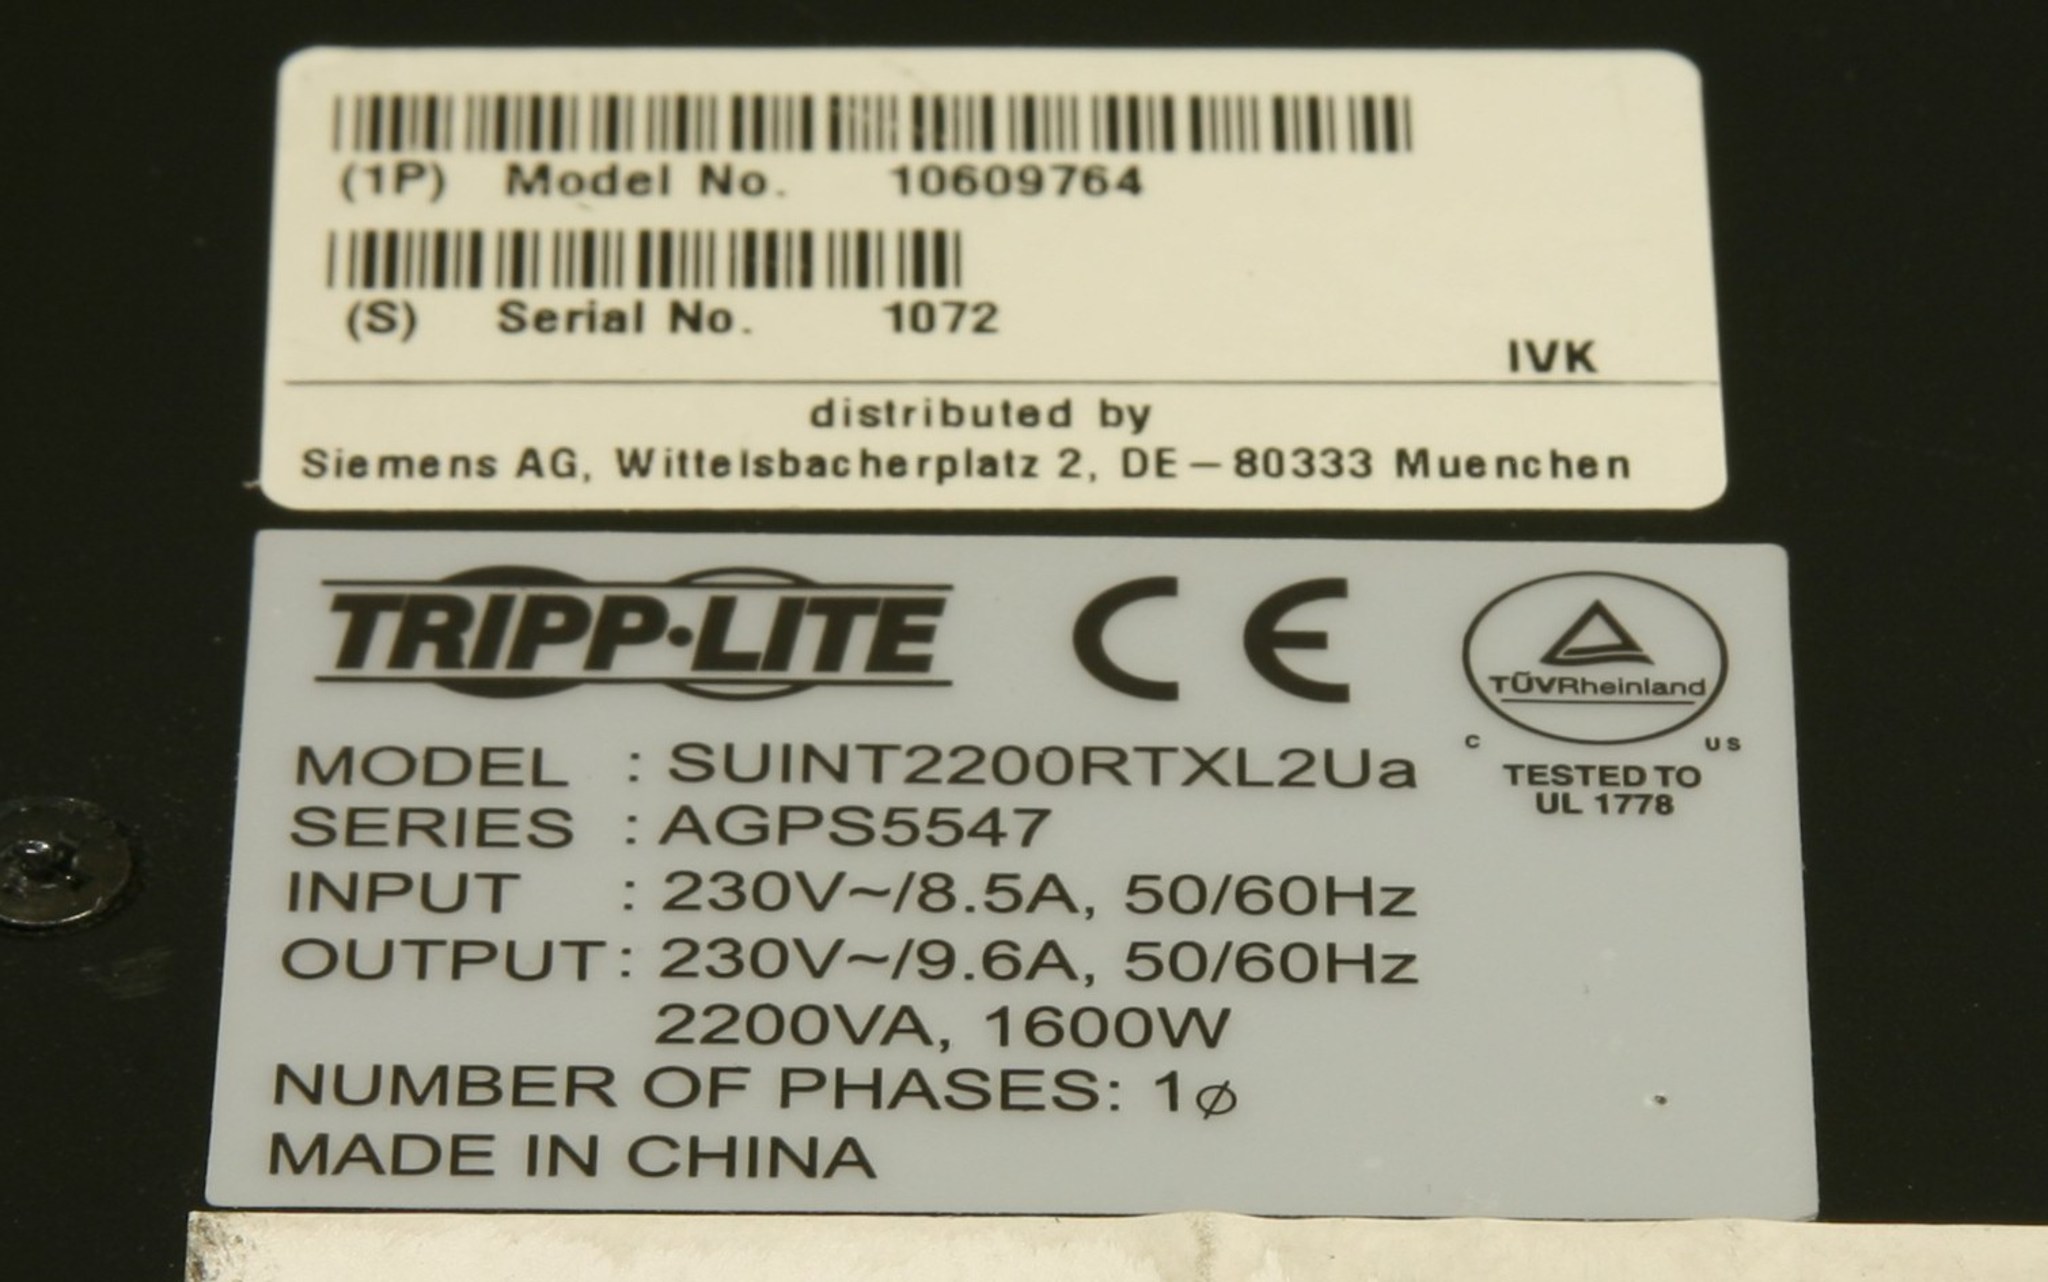 (1P) Model No. 10609764
(S) Serial No. 1072
IVK
distributed by
Siemens AG, Wittelsbacherplatz 2, DE-80333 Muenchen
TRIPP·LITE CE
TÜVRheinland
C US
TESTED TO
UL 1778
MODEL : SUINT2200RTXL2Ua
SERIES : AGPS5547
INPUT : 230V~/8.5A, 50/60Hz
OUTPUT : 230V~/9.6A, 50/60Hz
2200VA, 1600W
NUMBER OF PHASES: 1ø
MADE IN CHINA